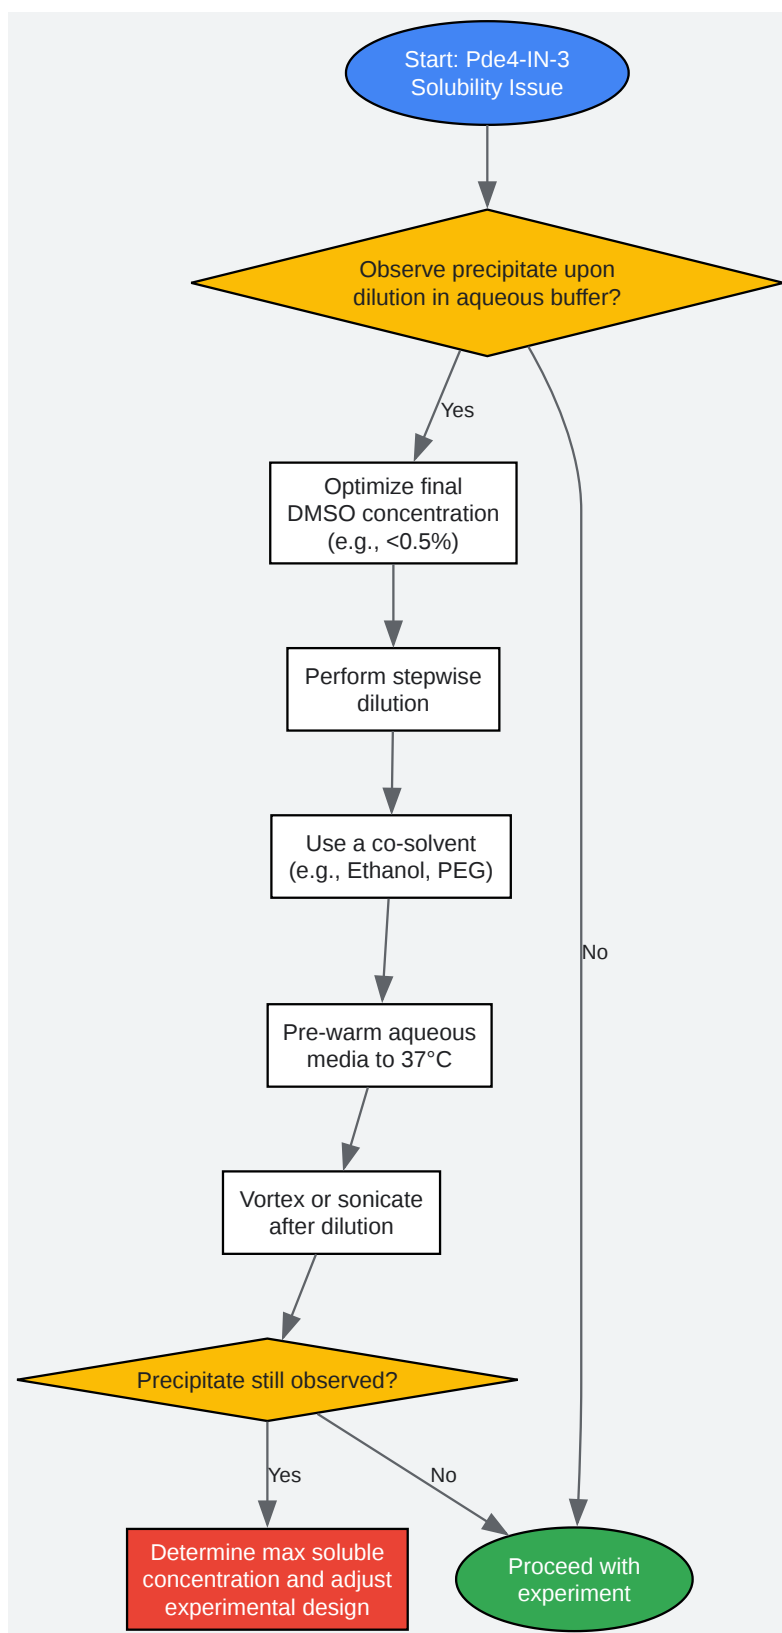 Start: Pde4-IN-3
Solubility Issue
Observe precipitate upon
dilution in aqueous buffer?
Yes
Optimize final
DMSO concentration
(e.g., <0.5%)
Perform stepwise
dilution
Use a co-solvent
(e.g., Ethanol, PEG)
No
Pre-warm aqueous
media to 37°C
Vortex or sonicate
after dilution
Precipitate still observed?
Yes
No
Determine max soluble
concentration and adjust
experimental design
Proceed with
experiment